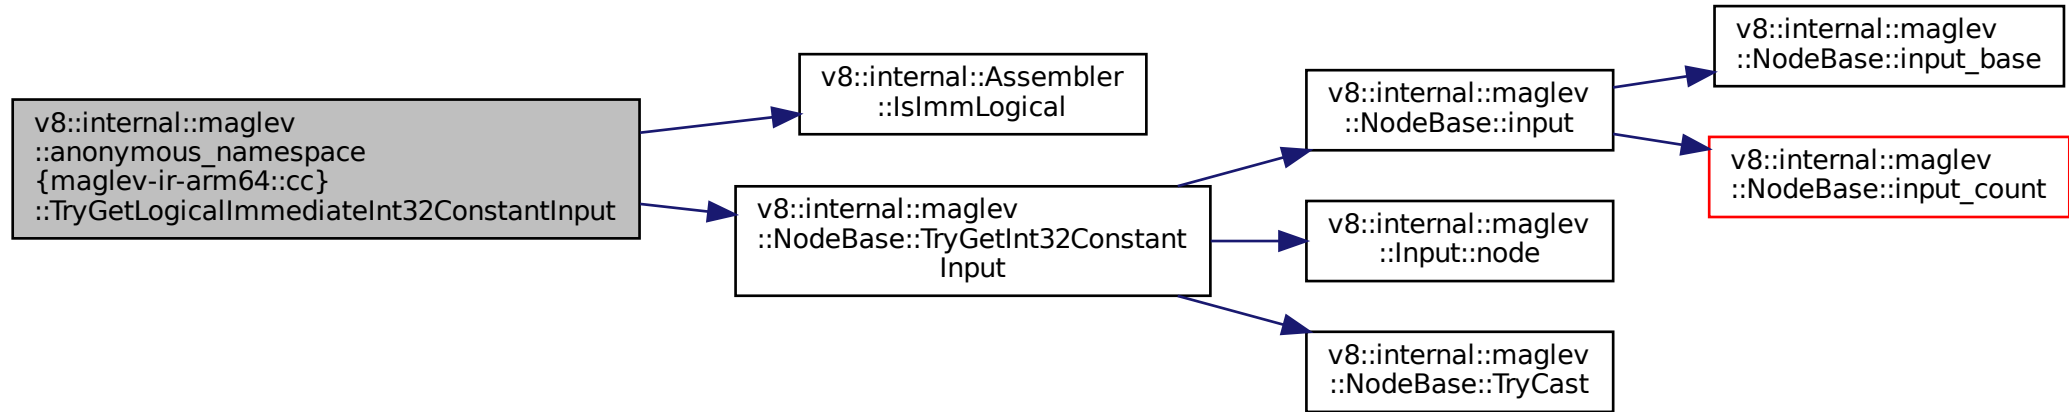 v8::internal::maglev
::anonymous_namespace
{maglev-ir-arm64::cc}
::TryGetLogicalImmediateInt32ConstantInput
v8::internal::Assembler
::IsImmLogical
v8::internal::maglev
::NodeBase::TryGetInt32Constant
Input
v8::internal::maglev
::NodeBase::input
v8::internal::maglev
::NodeBase::input_base
v8::internal::maglev
::NodeBase::input_count
v8::internal::maglev
::Input::node
v8::internal::maglev
::NodeBase::TryCast